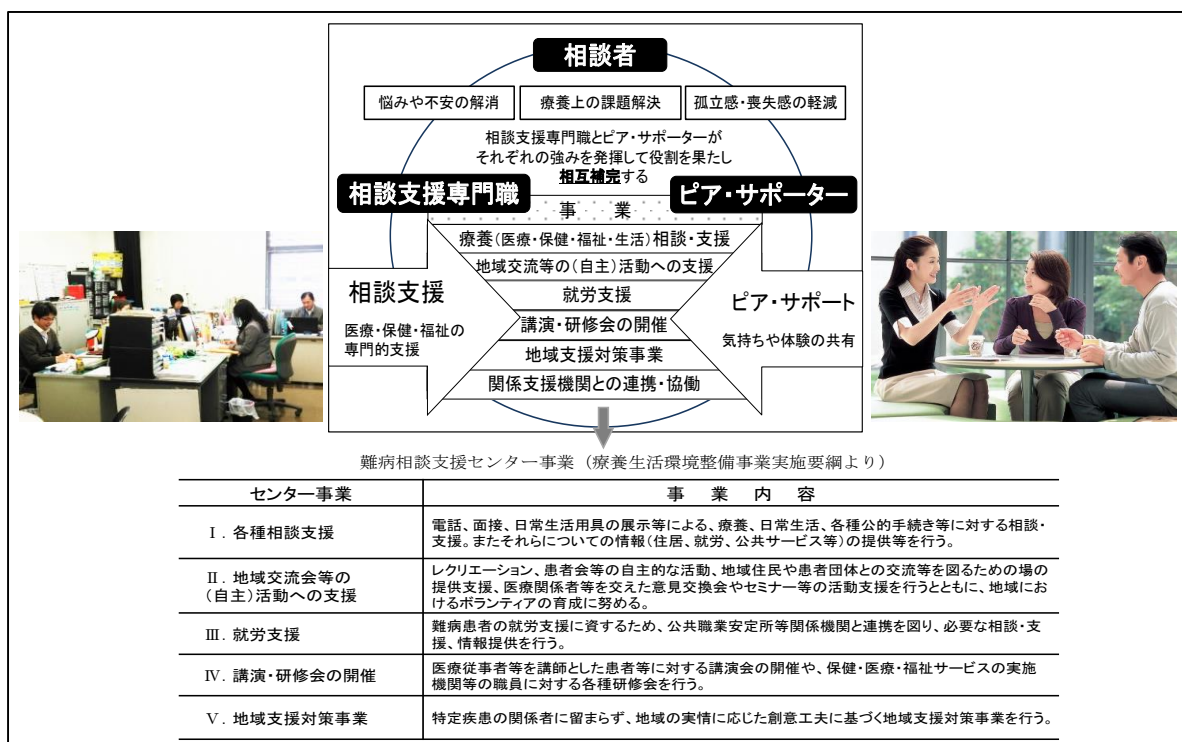 相談者
悩みや不安の解消
療養上の課題解決
孤立感・喪失感の軽減
相談支援専門職とピア・サポーターが
それぞれの強みを発揮して役割を果たし
相互補完する
相談支援専門職
ピア・サポーター
事 業
療養(医療・保健・福祉・生活)相談・支援
地域交流等の(自主)活動への支援
就労支援
講演・研修会の開催
地域支援対策事業
関係支援機関との連携・協働
相談支援
医療・保健・福祉の
専門的支援
ピア・サポート
気持ちや体験の共有
難病相談支援センター事業（療養生活環境整備事業実施要綱より）
センター事業
事 業 内 容
Ⅰ．各種相談支援
電話、面接、日常生活用具の展示等による、療養、日常生活、各種公的手続き等に対する相談・
支援。またそれらについての情報(住居、就労、公共サービス等)の提供等を行う。
Ⅱ．地域交流会等の
(自主)活動への支援
レクリエーション、患者会等の自主的な活動、地域住民や患者団体との交流等を図るための場の
提供支援、医療関係者等を交えた意見交換会やセミナー等の活動支援を行うとともに、地域にお
けるボランティアの育成に努める。
Ⅲ．就労支援
難病患者の就労支援に資するため、公共職業安定所等関係機関と連携を図り、必要な相談・支
援、情報提供を行う。
Ⅳ．講演・研修会の開催
医療従事者等を講師とした患者等に対する講演会の開催や、保健・医療・福祉サービスの実施
機関等の職員に対する各種研修会を行う。
Ⅴ．地域支援対策事業
特定疾患の関係者に留まらず、地域の実情に応じた創意工夫に基づく地域支援対策事業を行う。